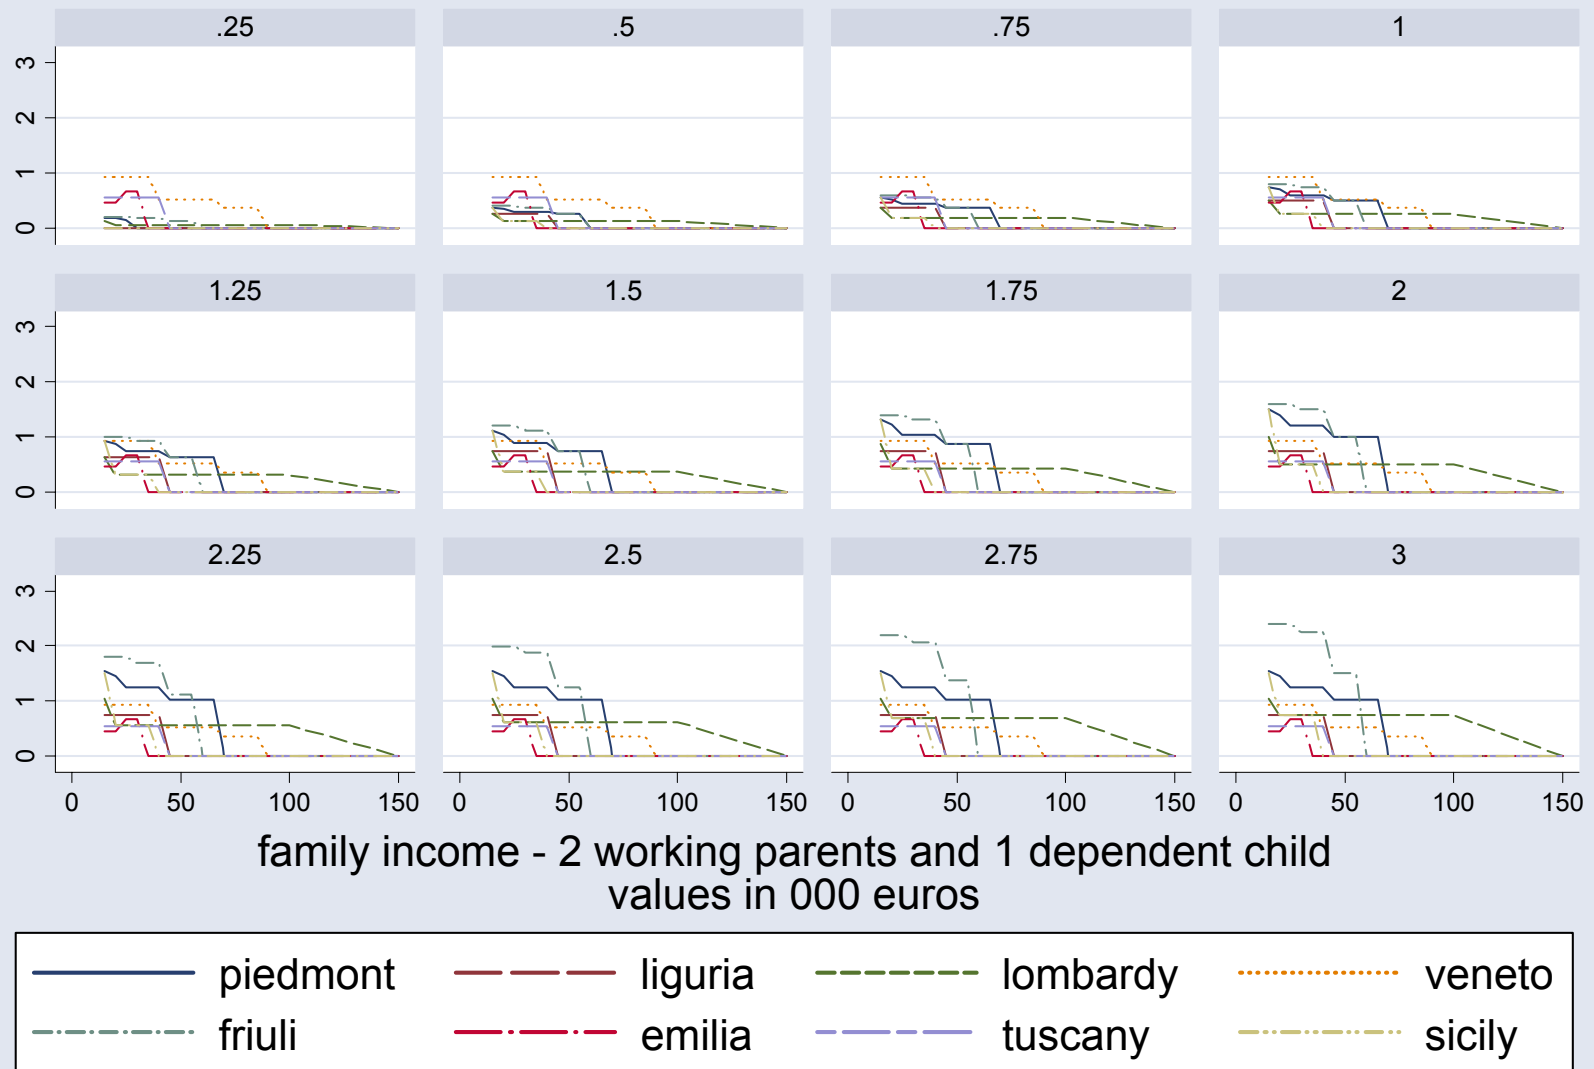 .25 .5 .75 1
3
2
1
0
1.25 1.5 1.75 2
3
2
1
0
2.25 2.5 2.75 3
3
2
1
0
0 50 100 150 0 50 100 150 0 50 100 150 0 50 100 150
family income - 2 working parents and 1 dependent child
values in 000 euros
piedmont liguria lombardy veneto
friuli emilia tuscany sicily